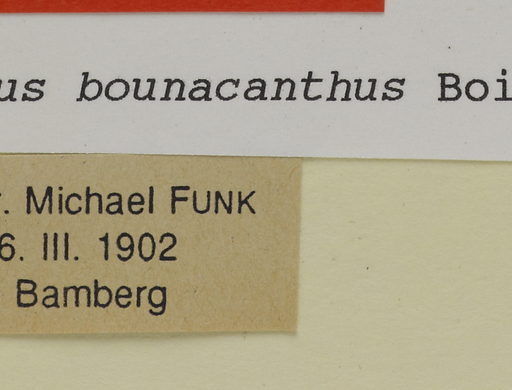 us bounacanthus Boi
r. Michael FUNK
6. III. 1902
Bamberg